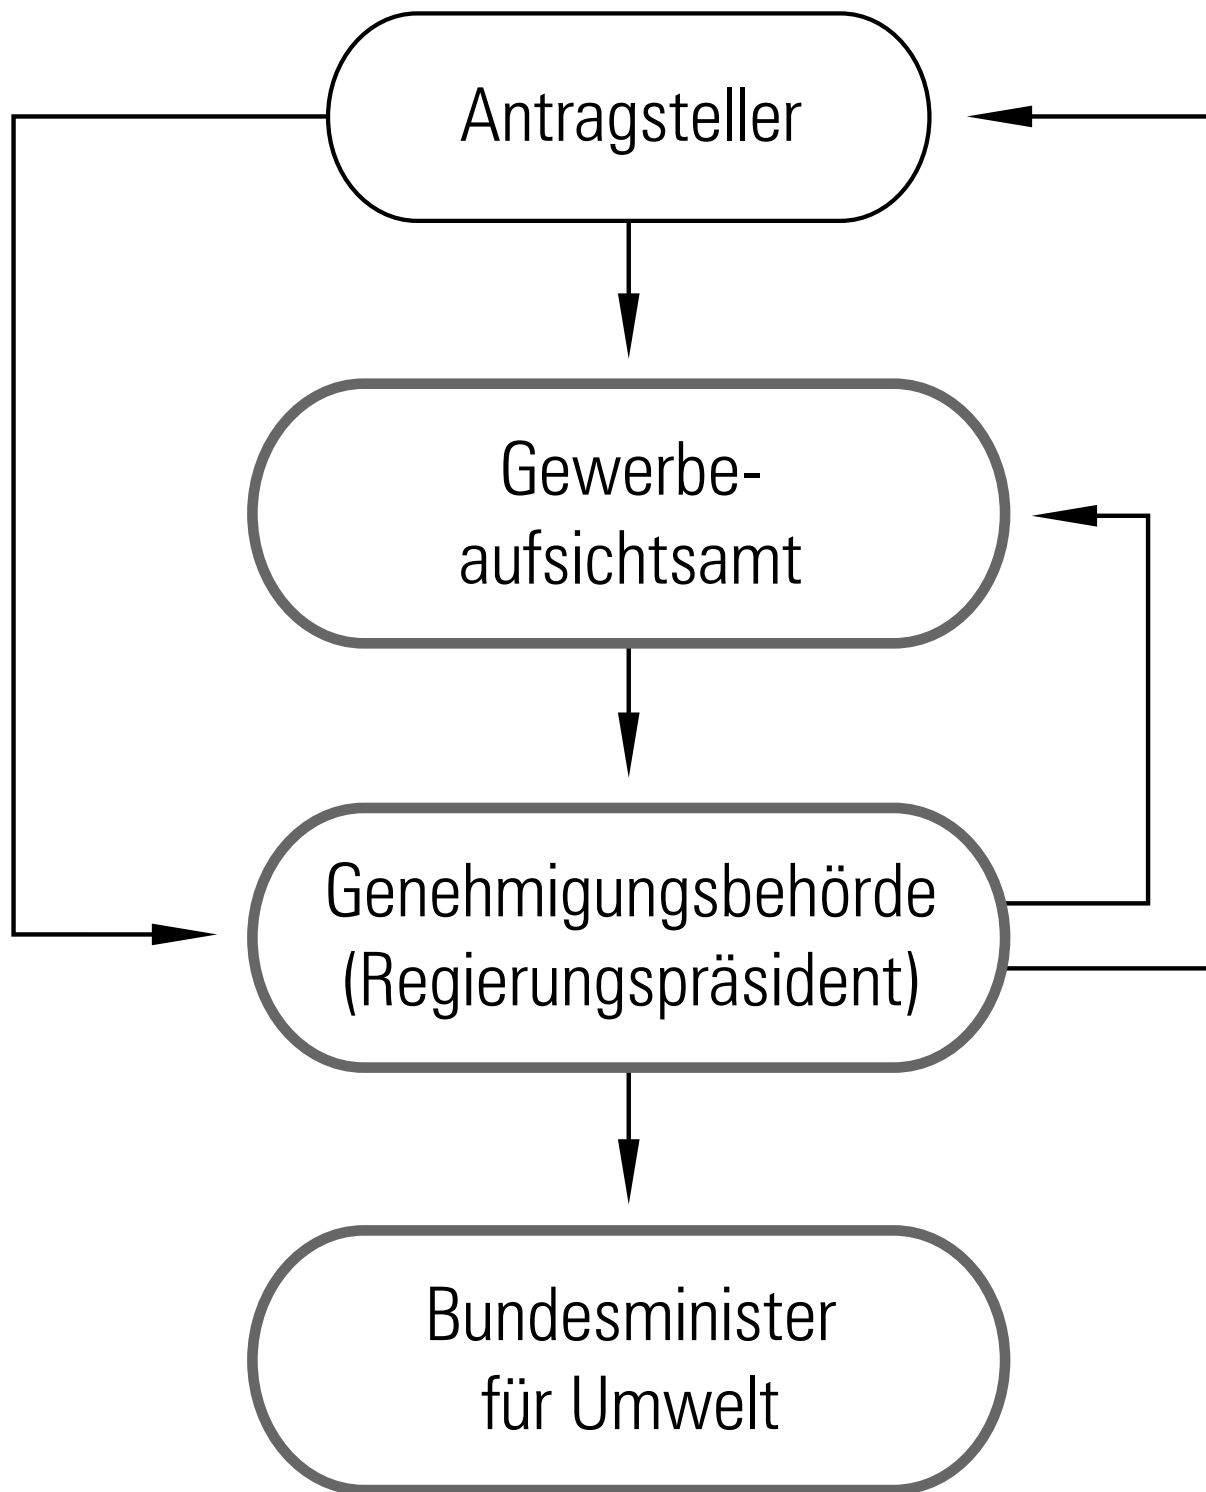 Antragsteller
Gewerbe-
aufsichtsamt
Genehmigungsbehörde
(Regierungspräsident)
Bundesminister
für Umwelt